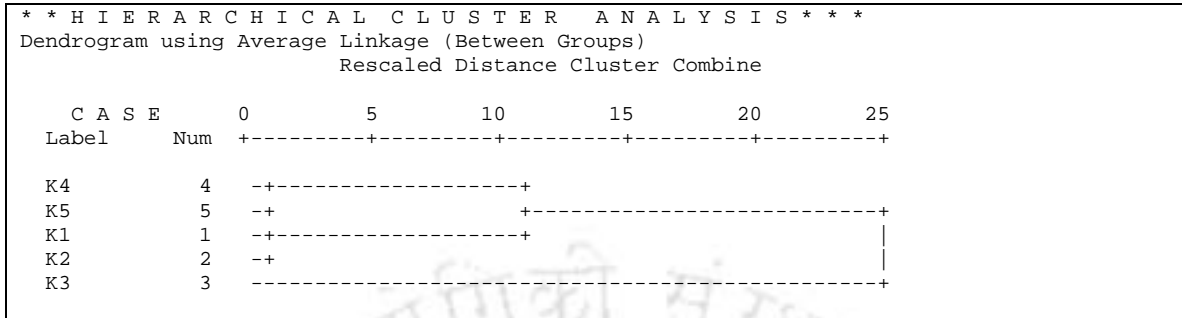 * * H I E R A R C H I C A L   C L U S T E R   A N A L Y S I S * * *
Dendrogram using Average Linkage (Between Groups)
                         Rescaled Distance Cluster Combine

    C A S E      0         5        10        15        20        25
  Label     Num  +---------+---------+---------+---------+---------+

  K4          4   -+-------------------+
  K5          5   -+                   +---------------------------+
  K1          1   -+-------------------+                           |
  K2          2   -+                                               |
  K3          3   -------------------------------------------------+